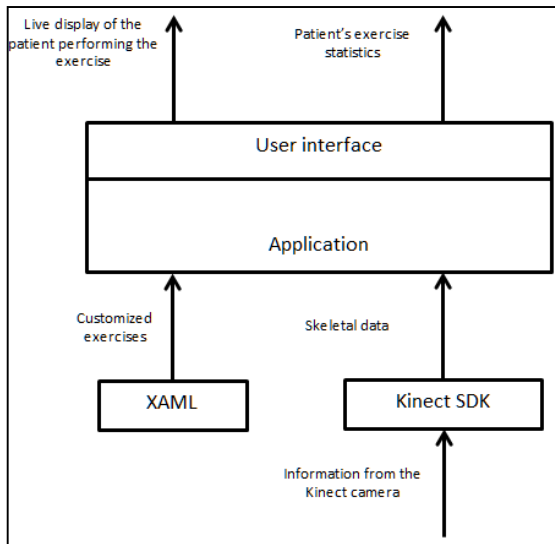 Live display of the
patient performing the
exercise
Patient's exercise
statistics
User interface
Application
Customized
exercises
Skeletal data
XAML
Kinect SDK
Information from the
Kinect camera